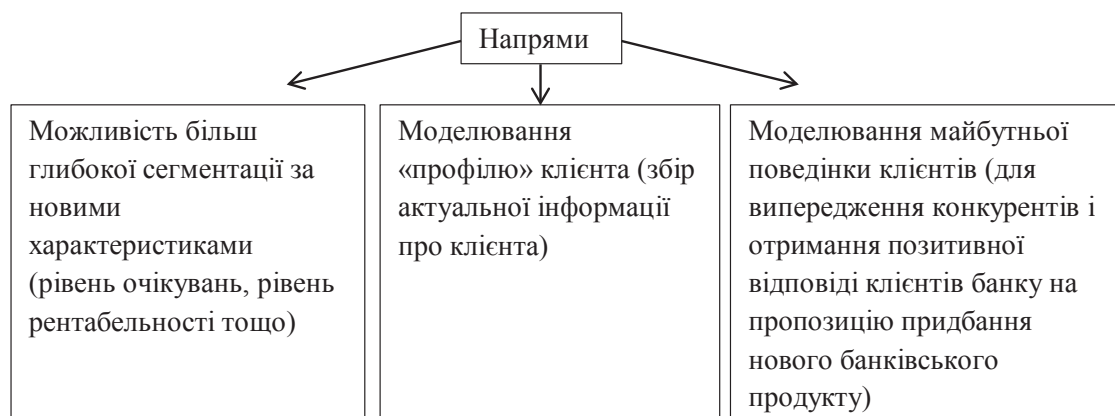 Напрями
Можливість більш
глибокої сегментації за
новими
характеристиками
(рівень очікувань, рівень
рентабельності тощо)
Моделювання
«профілю» клієнта (збір
актуальної інформації
про клієнта)
Моделювання майбутньої
поведінки клієнтів (для
випередження конкурентів і
отримання позитивної
відповіді клієнтів банку на
пропозицію придбання
нового банківського
продукту)